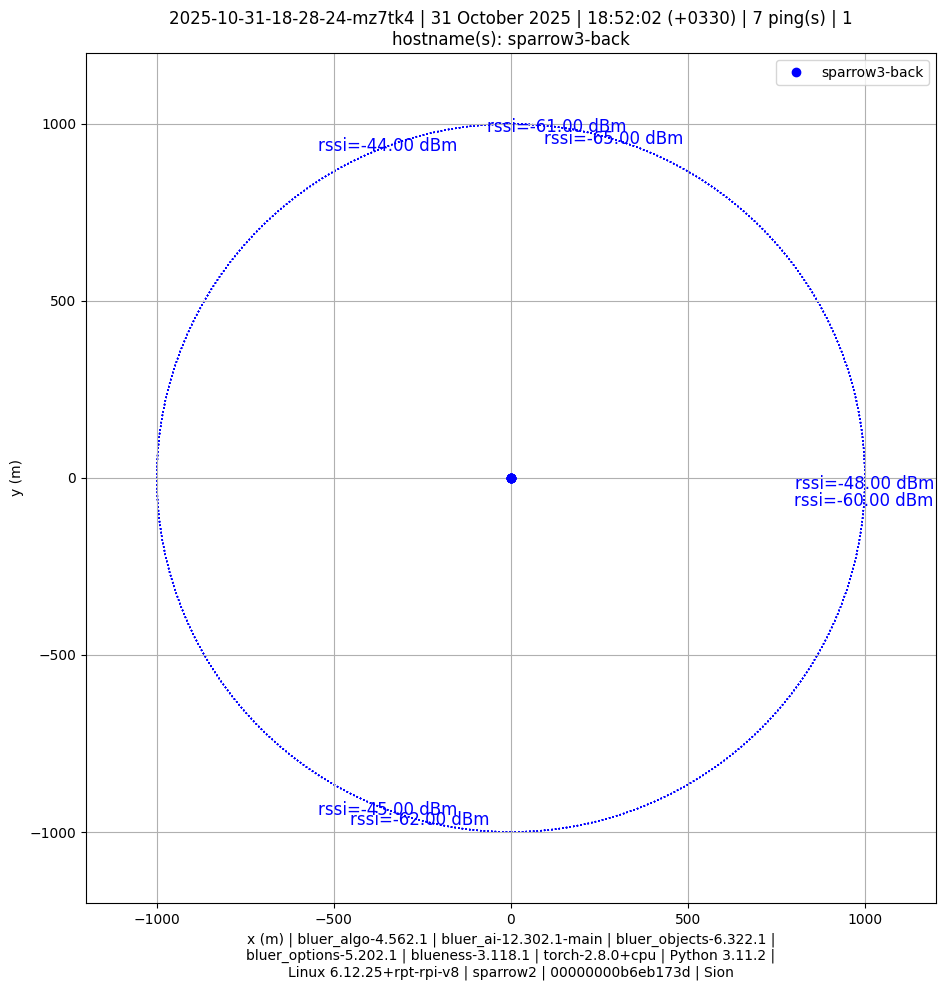 2025-10-31-18-28-24-mz7tk4 | 31 October 2025 | 18:52:02 (+0330) | 7 ping(s) | 1
hostname(s): sparrow3-back
sparrow3-back
1000
rssi=-61.00 dBm
rssi=-65.00 dBm
rssi=-44.00 dBm
500
y (m)
0
rssi=-48.00 dBm
rssi=-60.00 dBm
−500
rssi=-45.00 dBm
rssi=-62.00 dBm
−1000
−1000 −500 0 500 1000
x (m) | bluer_algo-4.562.1 | bluer_ai-12.302.1-main | bluer_objects-6.322.1 |
bluer_options-5.202.1 | blueness-3.118.1 | torch-2.8.0+cpu | Python 3.11.2 |
Linux 6.12.25+rpt-rpi-v8 | sparrow2 | 00000000b6eb173d | Sion